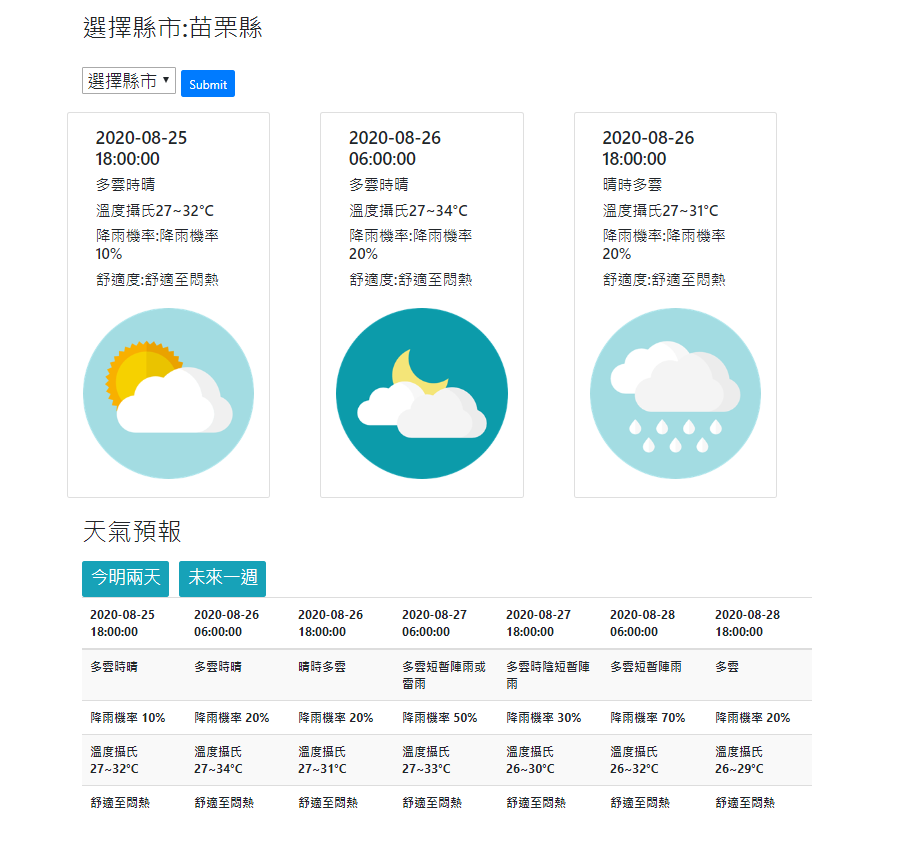 選擇縣市:苗栗縣
選擇縣市
Submit
2020-08-25
18:00:00
多雲時晴
溫度攝氏27~32°C
降雨機率:降雨機率
10%
舒適度:舒適至悶熱
2020-08-26
06:00:00
多雲時晴
溫度攝氏27~34°C
降雨機率:降雨機率
20%
舒適度:舒適至悶熱
2020-08-26
18:00:00
晴時多雲
溫度攝氏27~31°C
降雨機率:降雨機率
20%
舒適度:舒適至悶熱
天氣預報
今明兩天
未來一週
2020-08-25 2020-08-26 2020-08-26 2020-08-27 2020-08-27 2020-08-28 2020-08-28
18:00:00 06:00:00 18:00:00 06:00:00 18:00:00 06:00:00 18:00:00
多雲時晴 多雲時晴 晴時多雲 多雲短暫陣雨或 多雲時陰短暫陣 多雲短暫陣雨 多雲
雷雨 雨
降雨機率 10% 降雨機率 20% 降雨機率 20% 降雨機率 50% 降雨機率 30% 降雨機率 70% 降雨機率 20%
溫度攝氏 溫度攝氏 溫度攝氏 溫度攝氏 溫度攝氏 溫度攝氏 溫度攝氏
27~32°C 27~34°C 27~31°C 27~33°C 26~30°C 26~32°C 26~29°C
舒適至悶熱 舒適至悶熱 舒適至悶熱 舒適至悶熱 舒適至悶熱 舒適至悶熱 舒適至悶熱